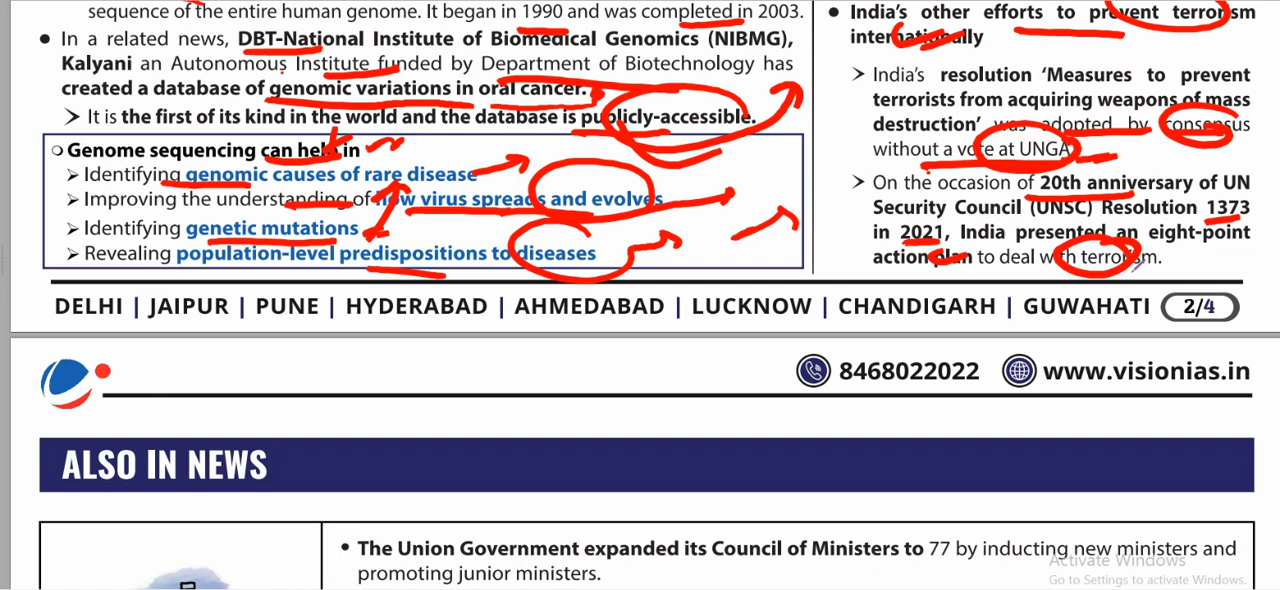 sequence of the entire human genome. It began in 1990 and was completed in 2003.
● In a related news, DBT-National Institute of Biomedical Genomics (NIBMG),
Kalyani an Autonomous Institute funded by Department of Biotechnology has
created a database of genomic variations in oral cancer.
➤ It is the first of its kind in the world and the database is publicly-accessible.
○ Genome sequencing can help in
➤ Identifying genomic causes of rare disease
➤ Improving the understanding of how virus spreads and evolves
➤ Identifying genetic mutations
➤ Revealing population-level predispositions to diseases
● India's other efforts to prevent terrorism
internationally
➤ India's resolution 'Measures to prevent
terrorists from acquiring weapons of mass
destruction' was adopted by consensus
without a vote at UNGA.
➤ On the occasion of 20th anniversary of UN
Security Council (UNSC) Resolution 1373
in 2021, India presented an eight-point
action plan to deal with terrorism.
DELHI | JAIPUR | PUNE | HYDERABAD | AHMEDABAD | LUCKNOW | CHANDIGARH | GUWAHATI 2/4
8468022022 www.visionias.in
ALSO IN NEWS
• The Union Government expanded its Council of Ministers to 77 by inducting new ministers and
promoting junior ministers.
Activate Windows
Go to Settings to activate Windows.